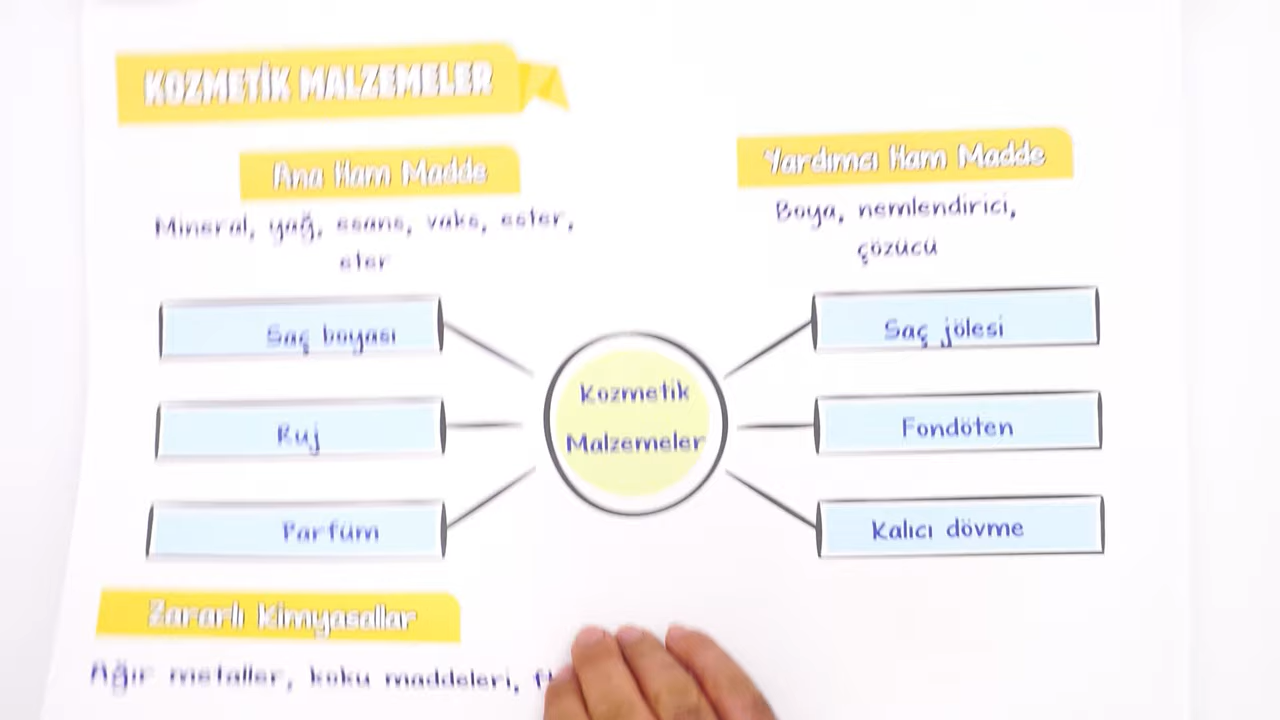 KOZMETİK MALZEMELER
Ana Ham Madde
Mineral, yağ, esans, vaks, ester,
eter
Yardımcı Ham Madde
Boya, nemlendirici,
çözücü
Saç boyası
Ruj
Parfüm
Kozmetik
Malzemeler
Saç jölesi
Fondöten
Kalıcı dövme
Zararlı Kimyasallar
Ağır metaller, koku maddeleri,